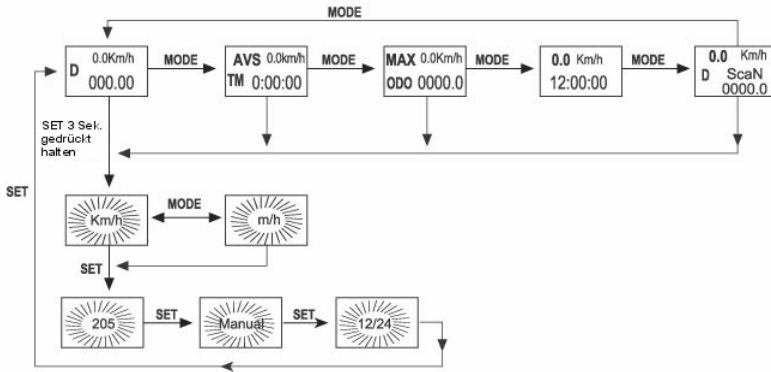 MODE
0.0Km/h
D
000.00
MODE
AVS 0.0km/h
TM 0:00:00
MODE
MAX 0.0Km/h
ODO 0000.0
MODE
0.0 Km/h
12:00:00
MODE
0.0 Km/h
D ScaN
0000.0
SET 3 Sek.
gedrückt
halten
SET
Km/h
MODE
m/h
SET
205
SET
Manual
SET
12/24